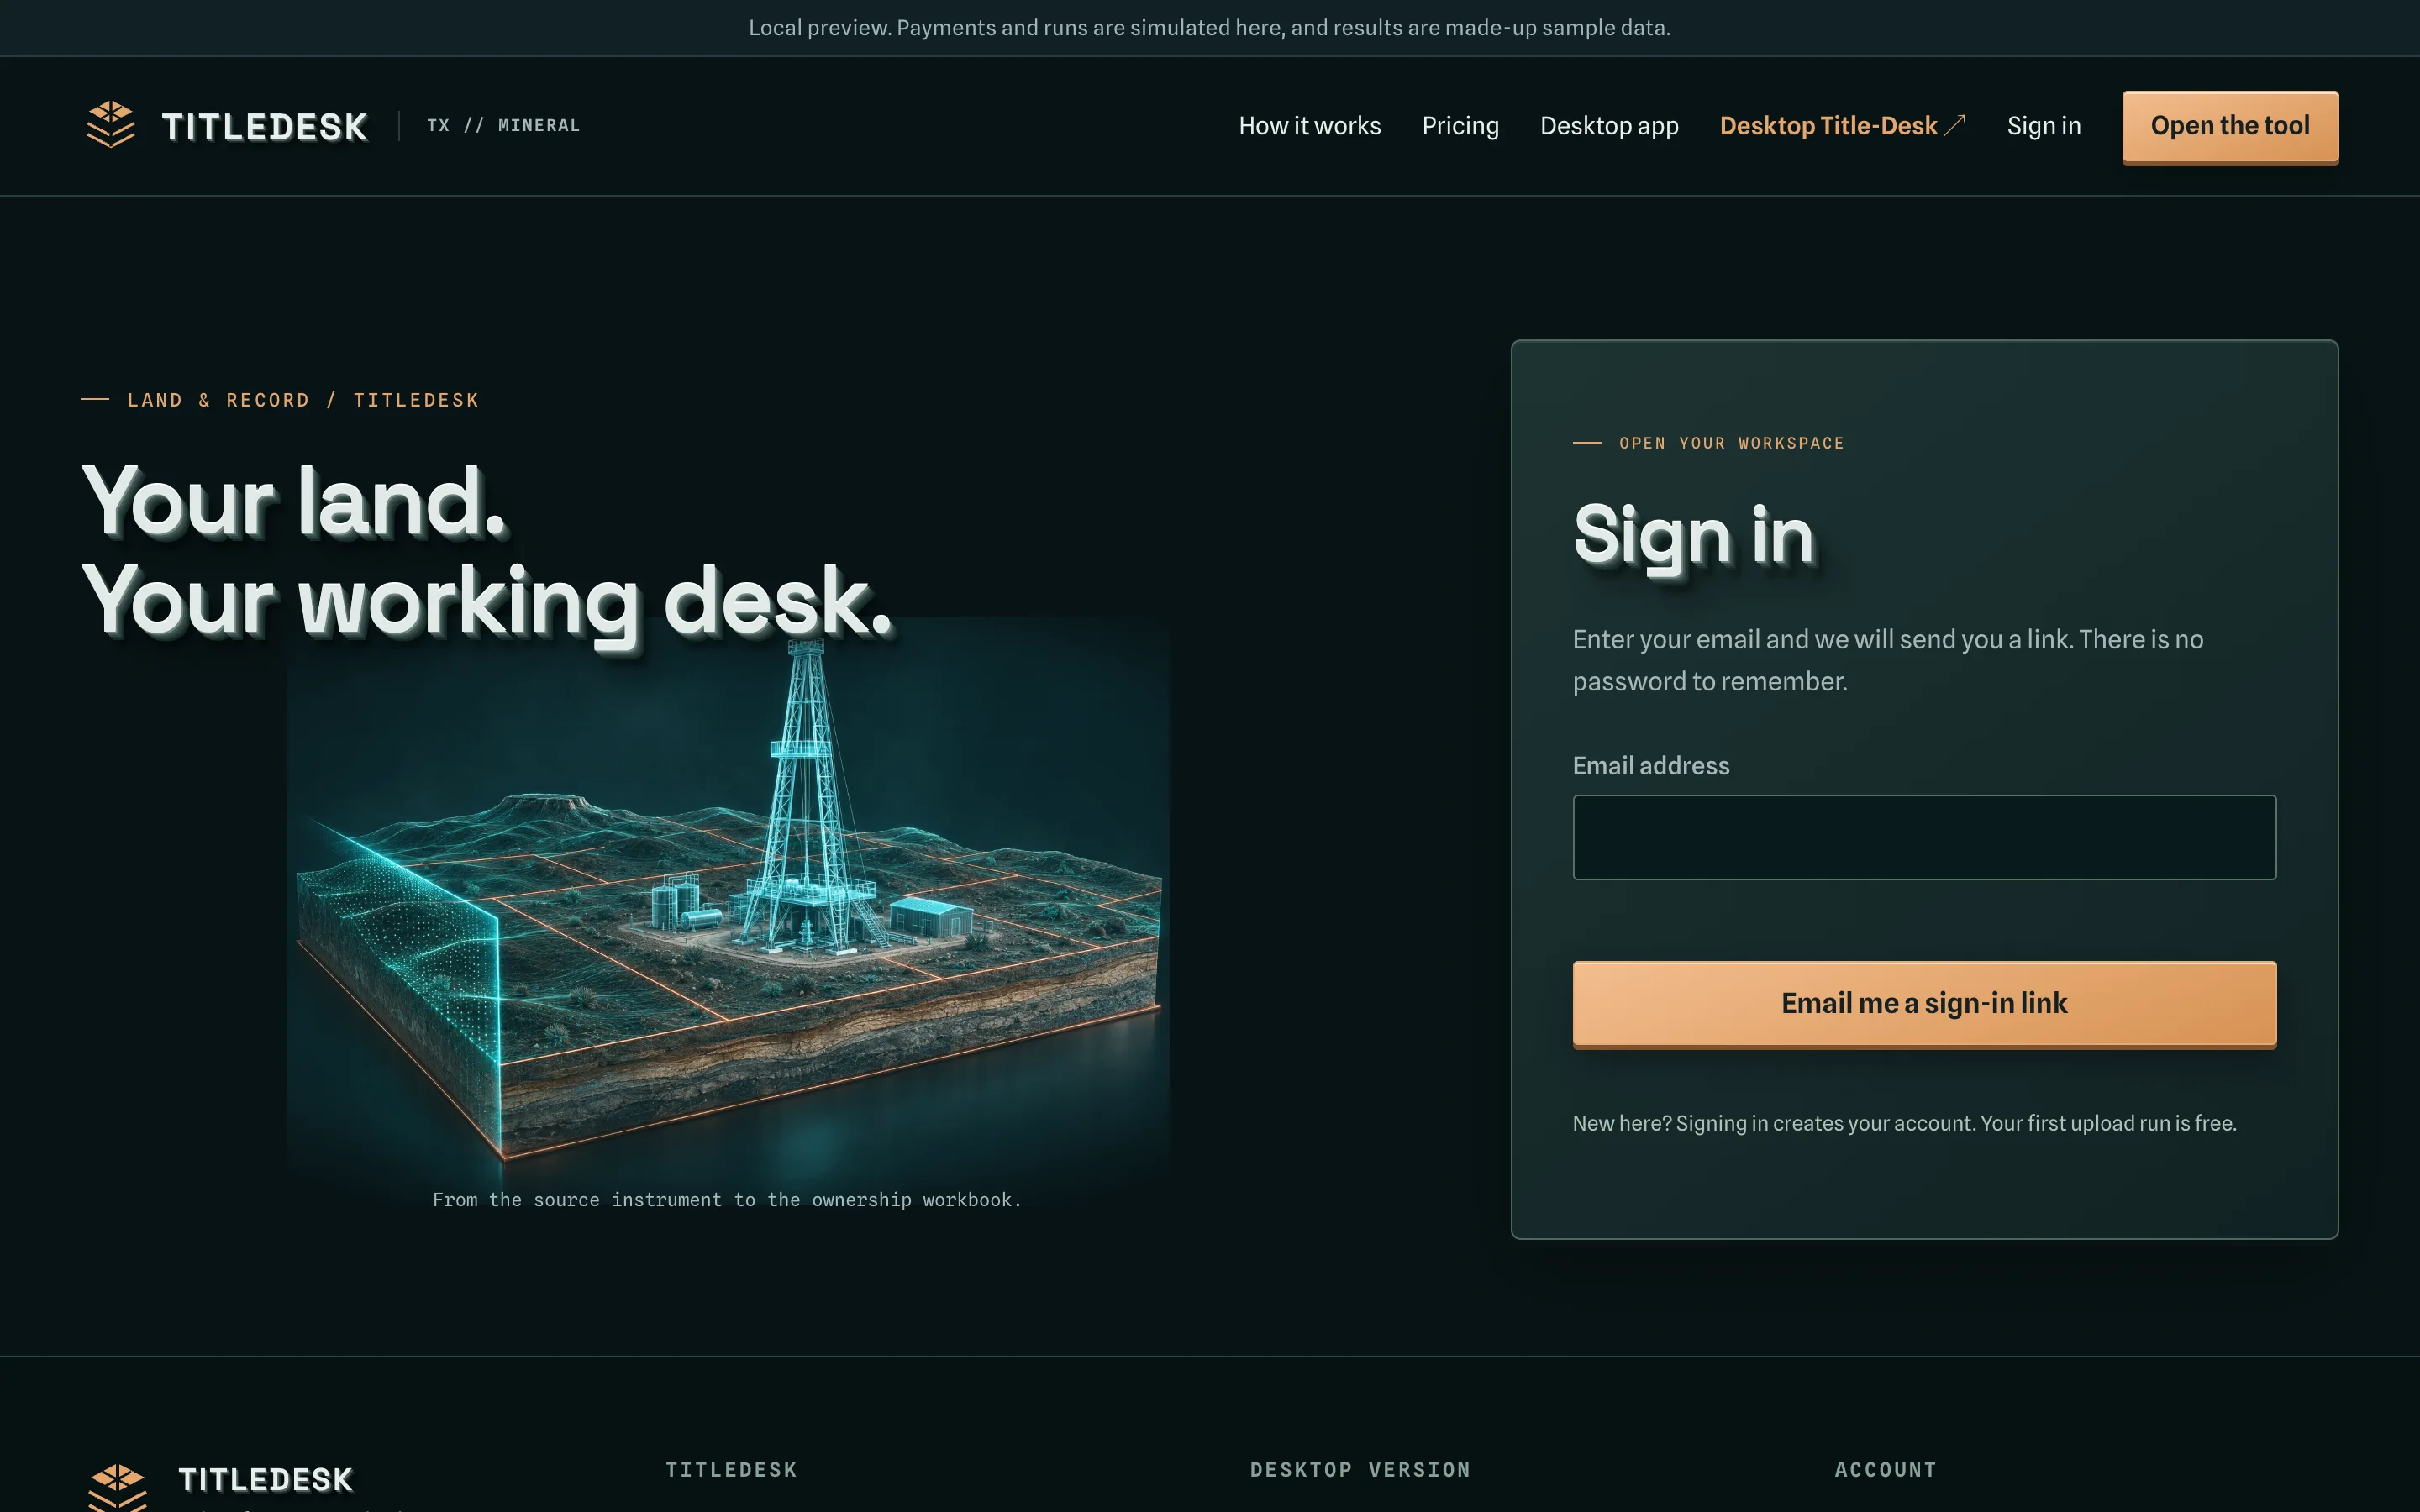 Local preview. Payments and runs are simulated here, and results are made-up sample data.
TITLEDESK
TX // MINERAL
How it works
Pricing
Desktop app
Desktop Title-Desk ↗
Sign in
Open the tool
LAND & RECORD / TITLEDESK
Your land.
Your working desk.
From the source instrument to the ownership workbook.
OPEN YOUR WORKSPACE
Sign in
Enter your email and we will send you a link. There is no
password to remember.
Email address
Email me a sign-in link
New here? Signing in creates your account. Your first upload run is free.
TITLEDESK
TITLEDESK
DESKTOP VERSION
ACCOUNT